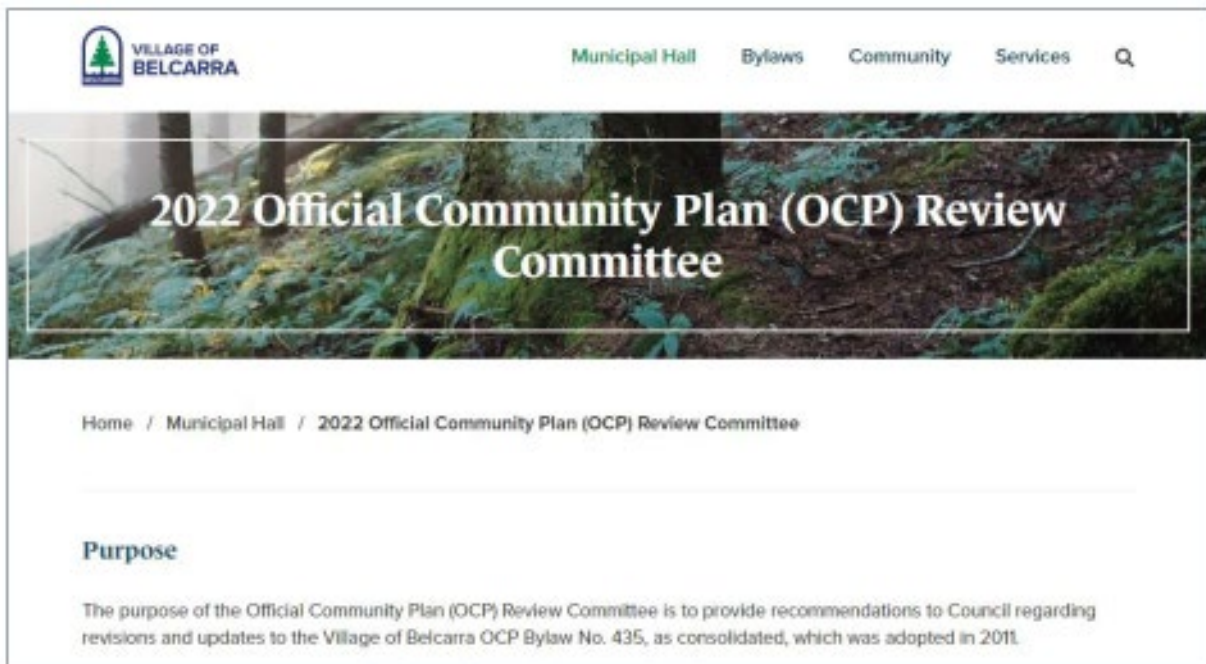 VILLAGE OF
BELCARRA
Municipal Hall Bylaws Community Services
2022 Official Community Plan (OCP) Review
Committee
Home / Municipal Hall / 2022 Official Community Plan (OCP) Review Committee
Purpose
The purpose of the Official Community Plan (OCP) Review Committee is to provide recommendations to Council regarding
revisions and updates to the Village of Belcarra OCP Bylaw No. 435, as consolidated, which was adopted in 2011.